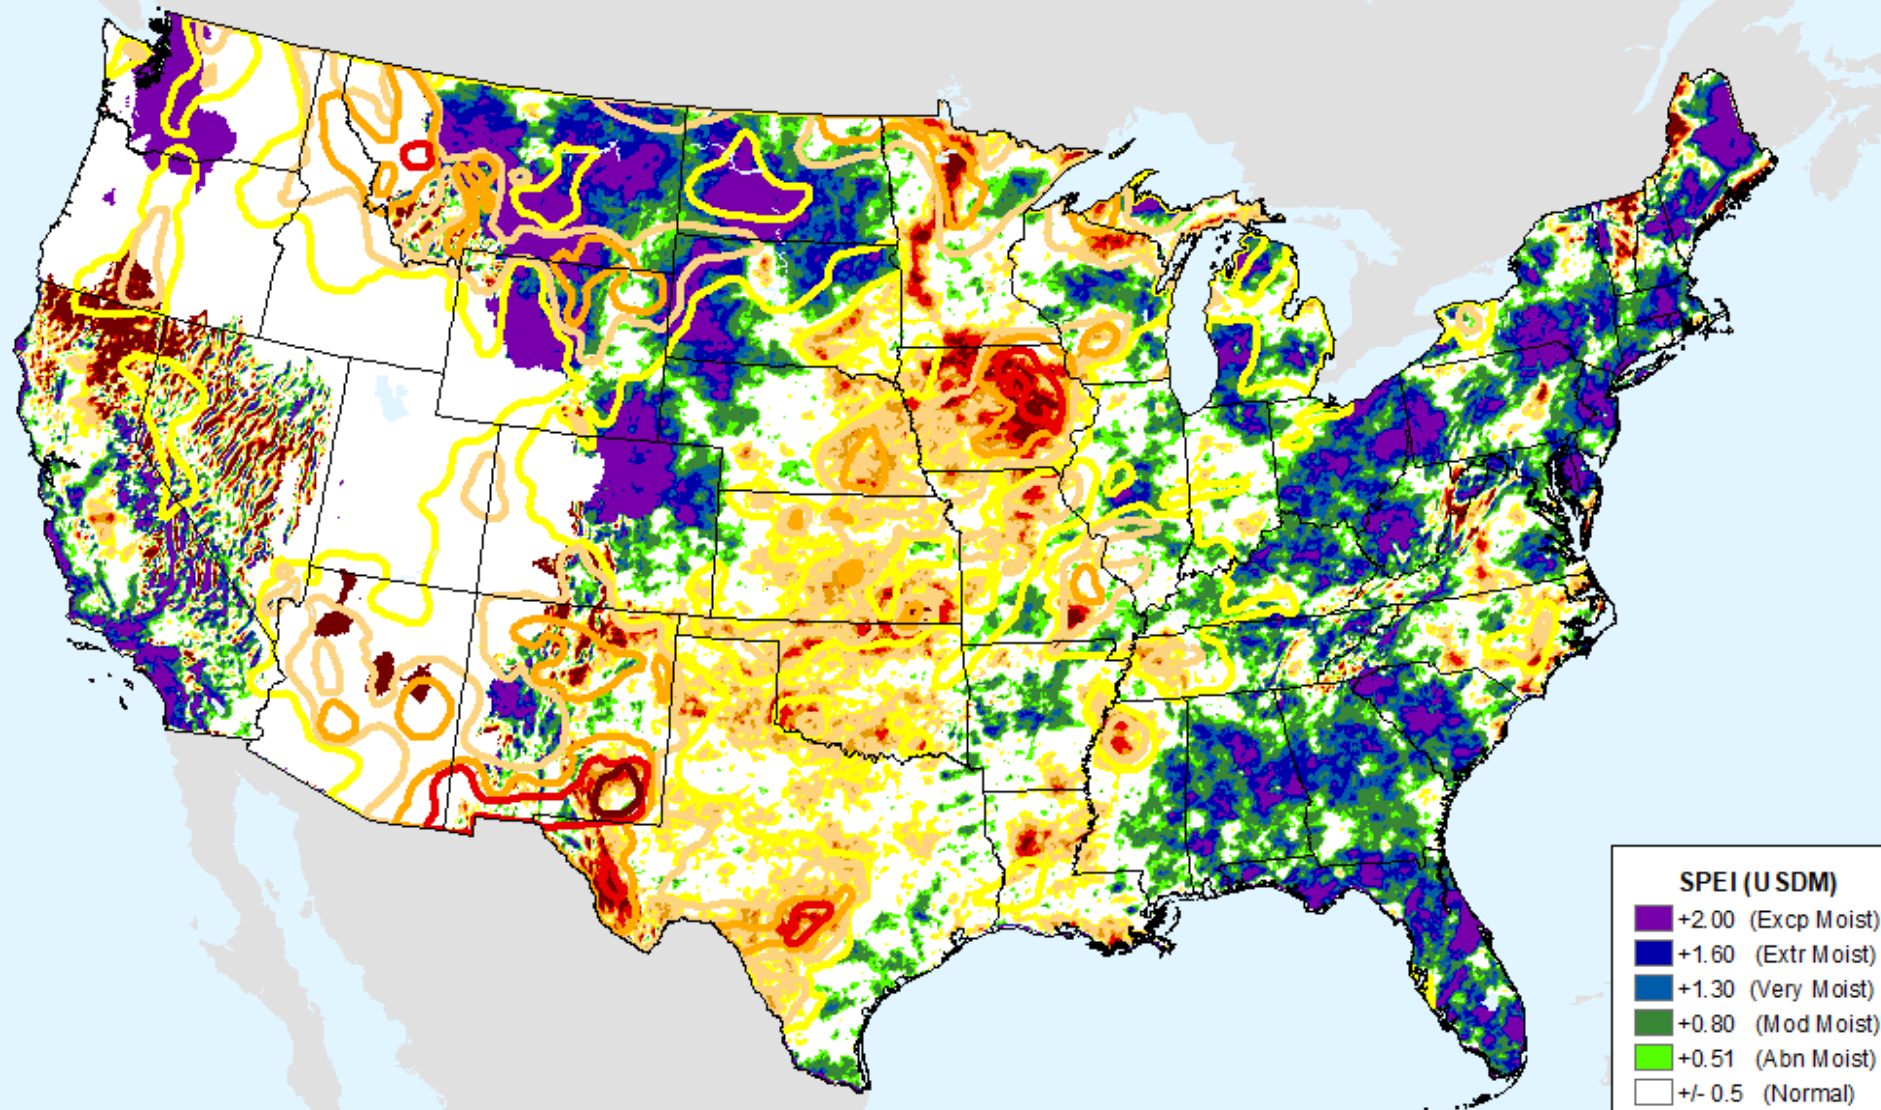 SPEI (USDM)
+2.00 (Excp Moist)
+1.60 (Extr Moist)
+1.30 (Very Moist)
+0.80 (Mod Moist)
+0.51 (Abn Moist)
+/- 0.5 (Normal)